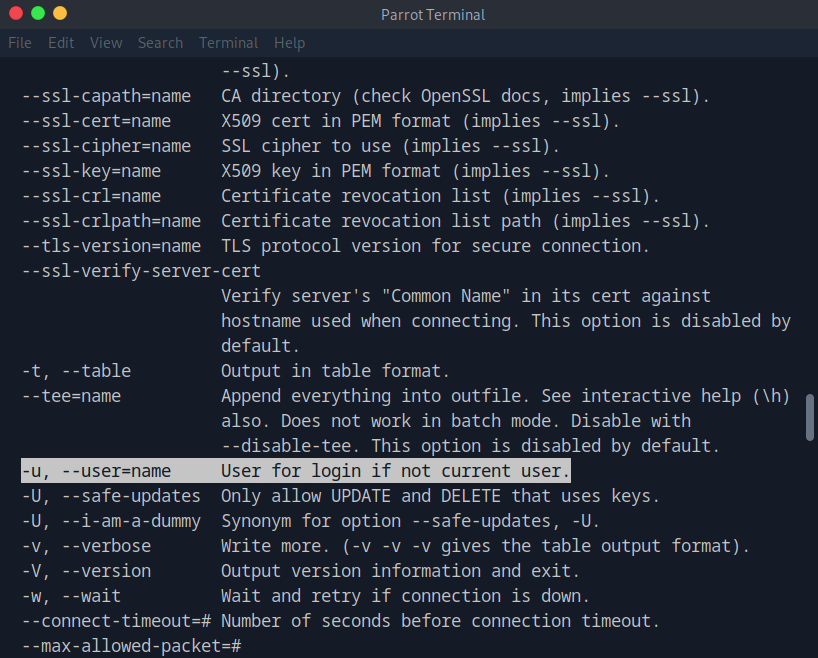 Parrot Terminal
File Edit View Search Terminal Help
--ssl).
--ssl-capath=name CA directory (check OpenSSL docs, implies --ssl).
--ssl-cert=name X509 cert in PEM format (implies --ssl).
--ssl-cipher=name SSL cipher to use (implies --ssl).
--ssl-key=name X509 key in PEM format (implies --ssl).
--ssl-crl=name Certificate revocation list (implies --ssl).
--ssl-crlpath=name Certificate revocation list path (implies --ssl).
--tls-version=name TLS protocol version for secure connection.
--ssl-verify-server-cert
Verify server's "Common Name" in its cert against
hostname used when connecting. This option is disabled by
default.
-t, --table Output in table format.
--tee=name Append everything into outfile. See interactive help (\h)
also. Does not work in batch mode. Disable with
--disable-tee. This option is disabled by default.
-u, --user=name User for login if not current user.
-U, --safe-updates Only allow UPDATE and DELETE that uses keys.
-U, --i-am-a-dummy Synonym for option --safe-updates, -U.
-v, --verbose Write more. (-v -v -v gives the table output format).
-V, --version Output version information and exit.
-w, --wait Wait and retry if connection is down.
--connect-timeout=# Number of seconds before connection timeout.
--max-allowed-packet=#